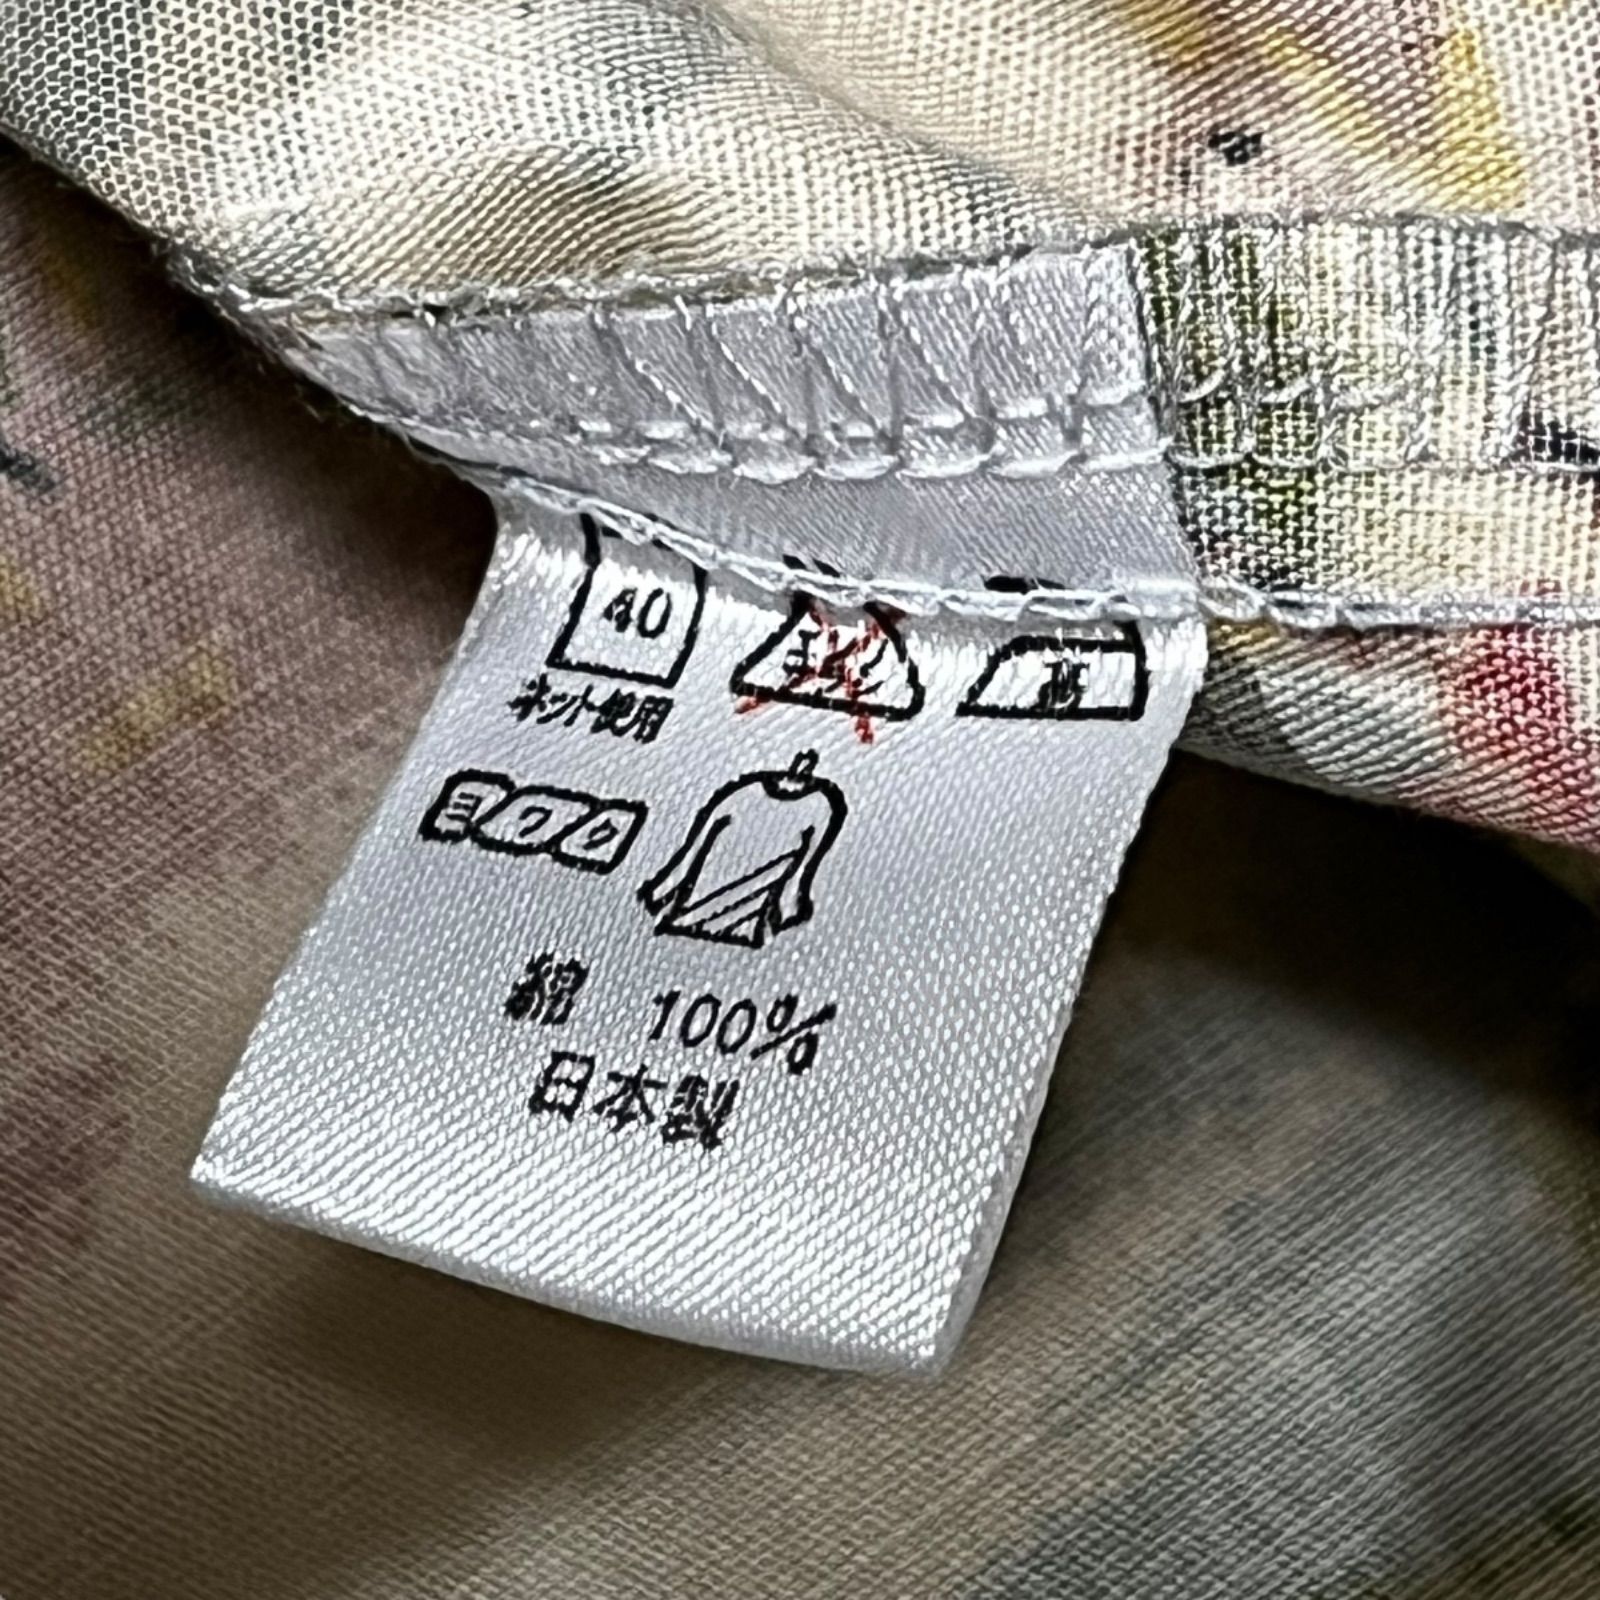 40 エンソ 中
ネット使用
ヨワク
綿 100%
日本製